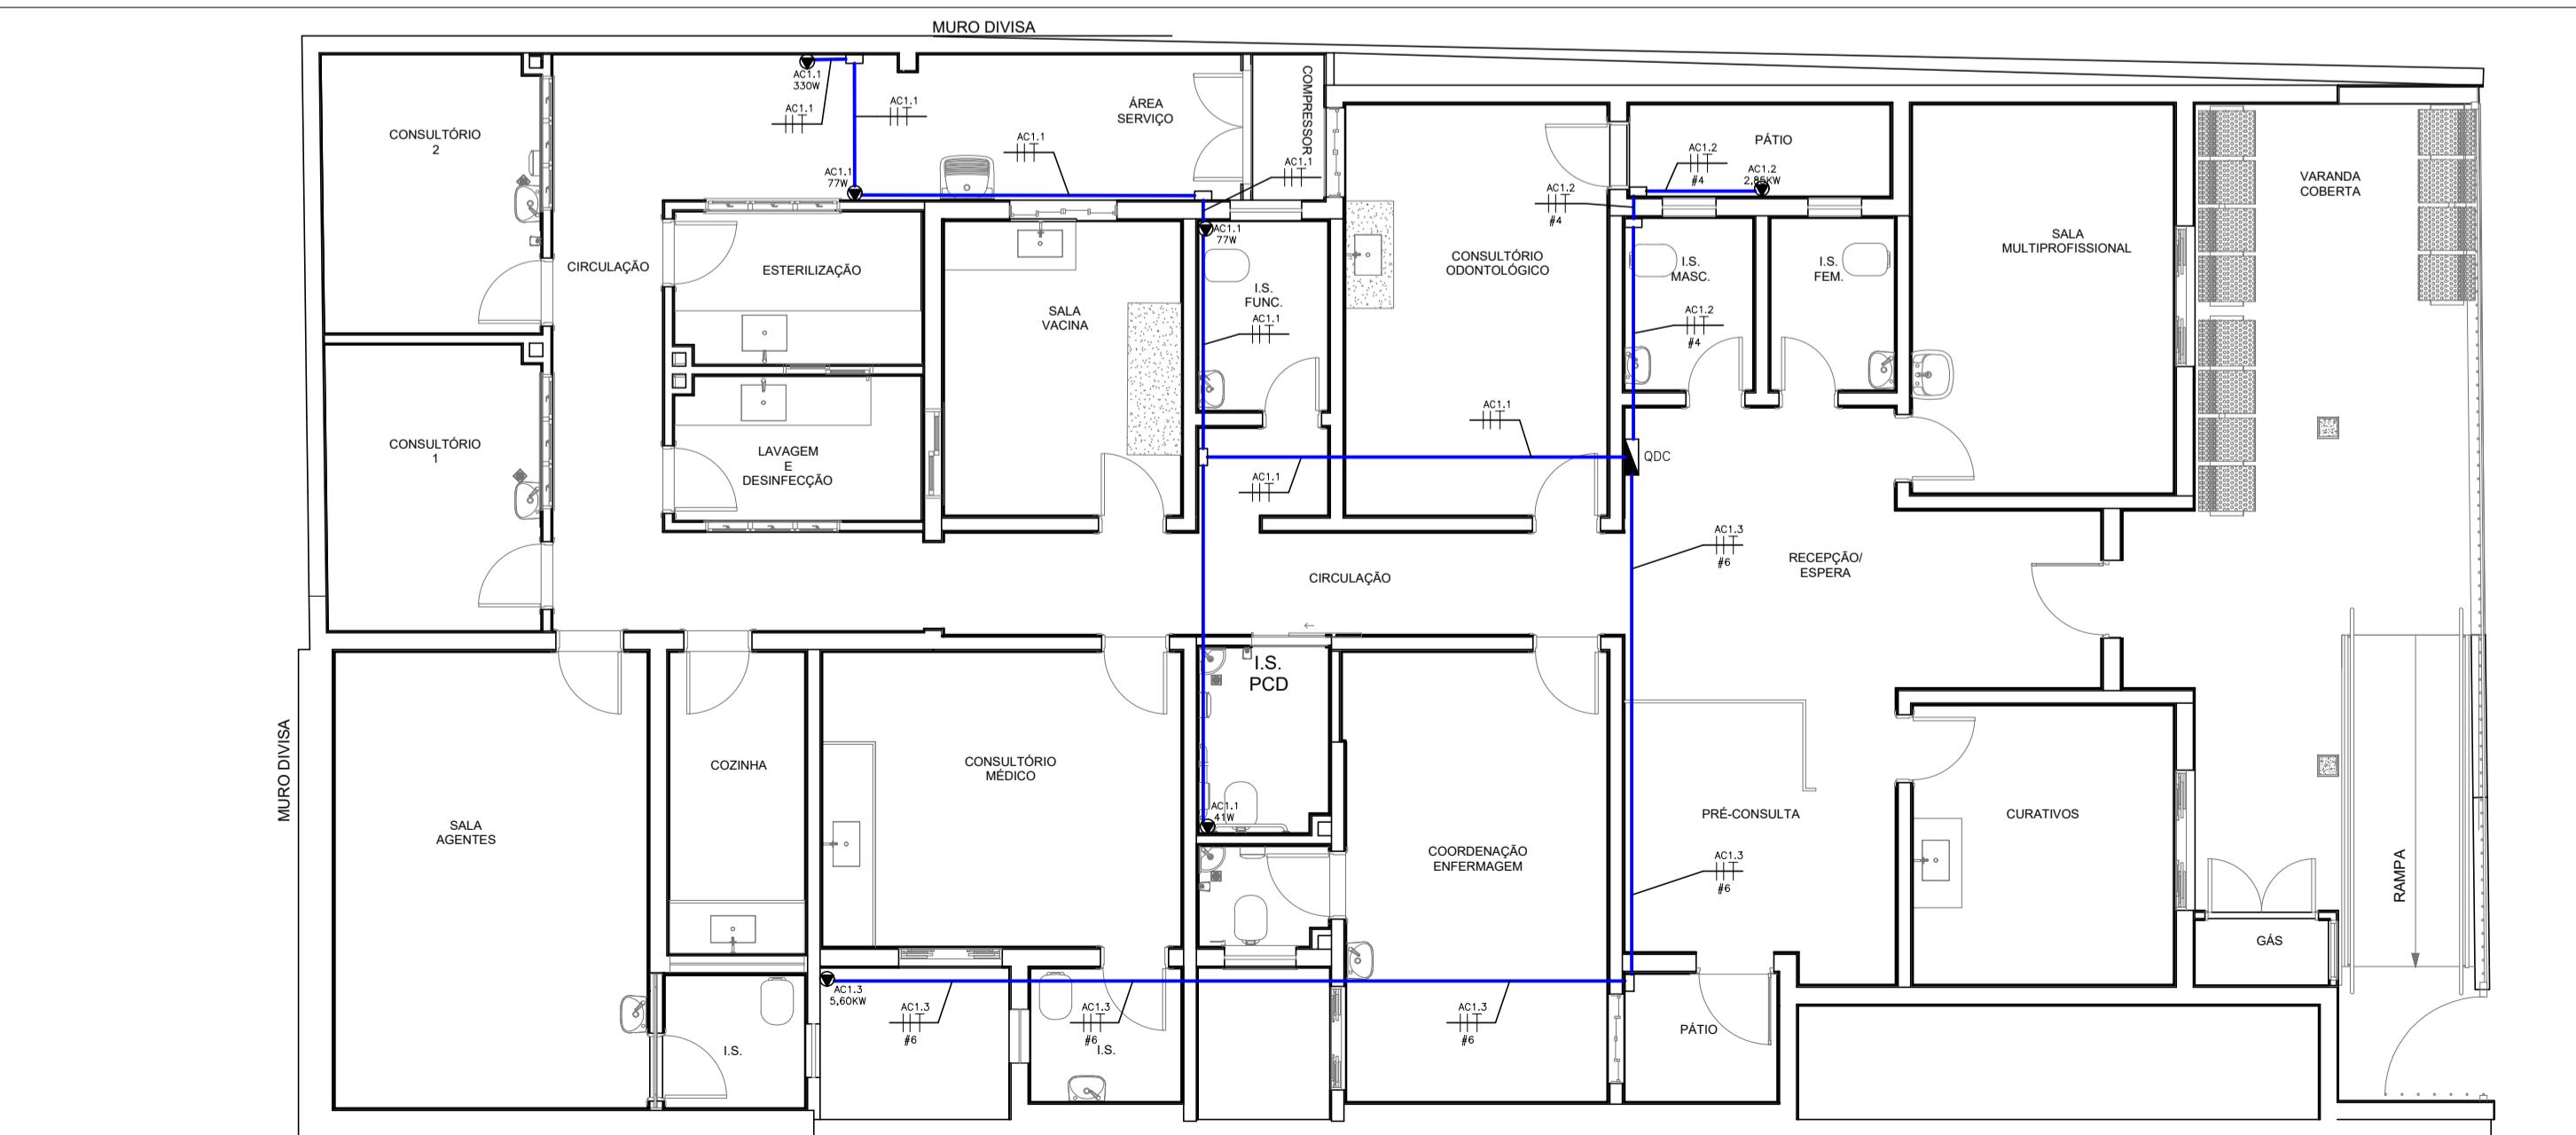 MURO DIVISA
AC1.1
330W
AC1.1
AC1.1
ÁREA
SERVIÇO
COMPRESSOR
CONSULTÓRIO
2
AC1.1
AC1.1
AC1.1
77W
PÁTIO
AC1.2
#4
AC1.2
2,85KW
AC1.2
#4
VARANDA
COBERTA
AC1.1
77W
CIRCULAÇÃO
ESTERILIZAÇÃO
SALA
VACINA
I.S.
FUNC.
AC1.1
CONSULTÓRIO
ODONTOLÓGICO
I.S.
MASC.
AC1.2
#4
I.S.
FEM.
SALA
MULTIPROFISSIONAL
CONSULTÓRIO
1
LAVAGEM
E
DESINFECÇÃO
AC1.1
AC1.1
QDC
AC1.3
#6
RECEPÇÃO/
ESPERA
CIRCULAÇÃO
I.S.
PCD
MURO DIVISA
COZINHA
CONSULTÓRIO
MÉDICO
SALA
AGENTES
AC1.1
41W
COORDENAÇÃO
ENFERMAGEM
PRÉ-CONSULTA
AC1.3
#6
CURATIVOS
RAMPA
GÁS
AC1.3
5,60KW
AC1.3
#6
AC1.3
#6
I.S.
AC1.3
#6
PÁTIO
I.S.